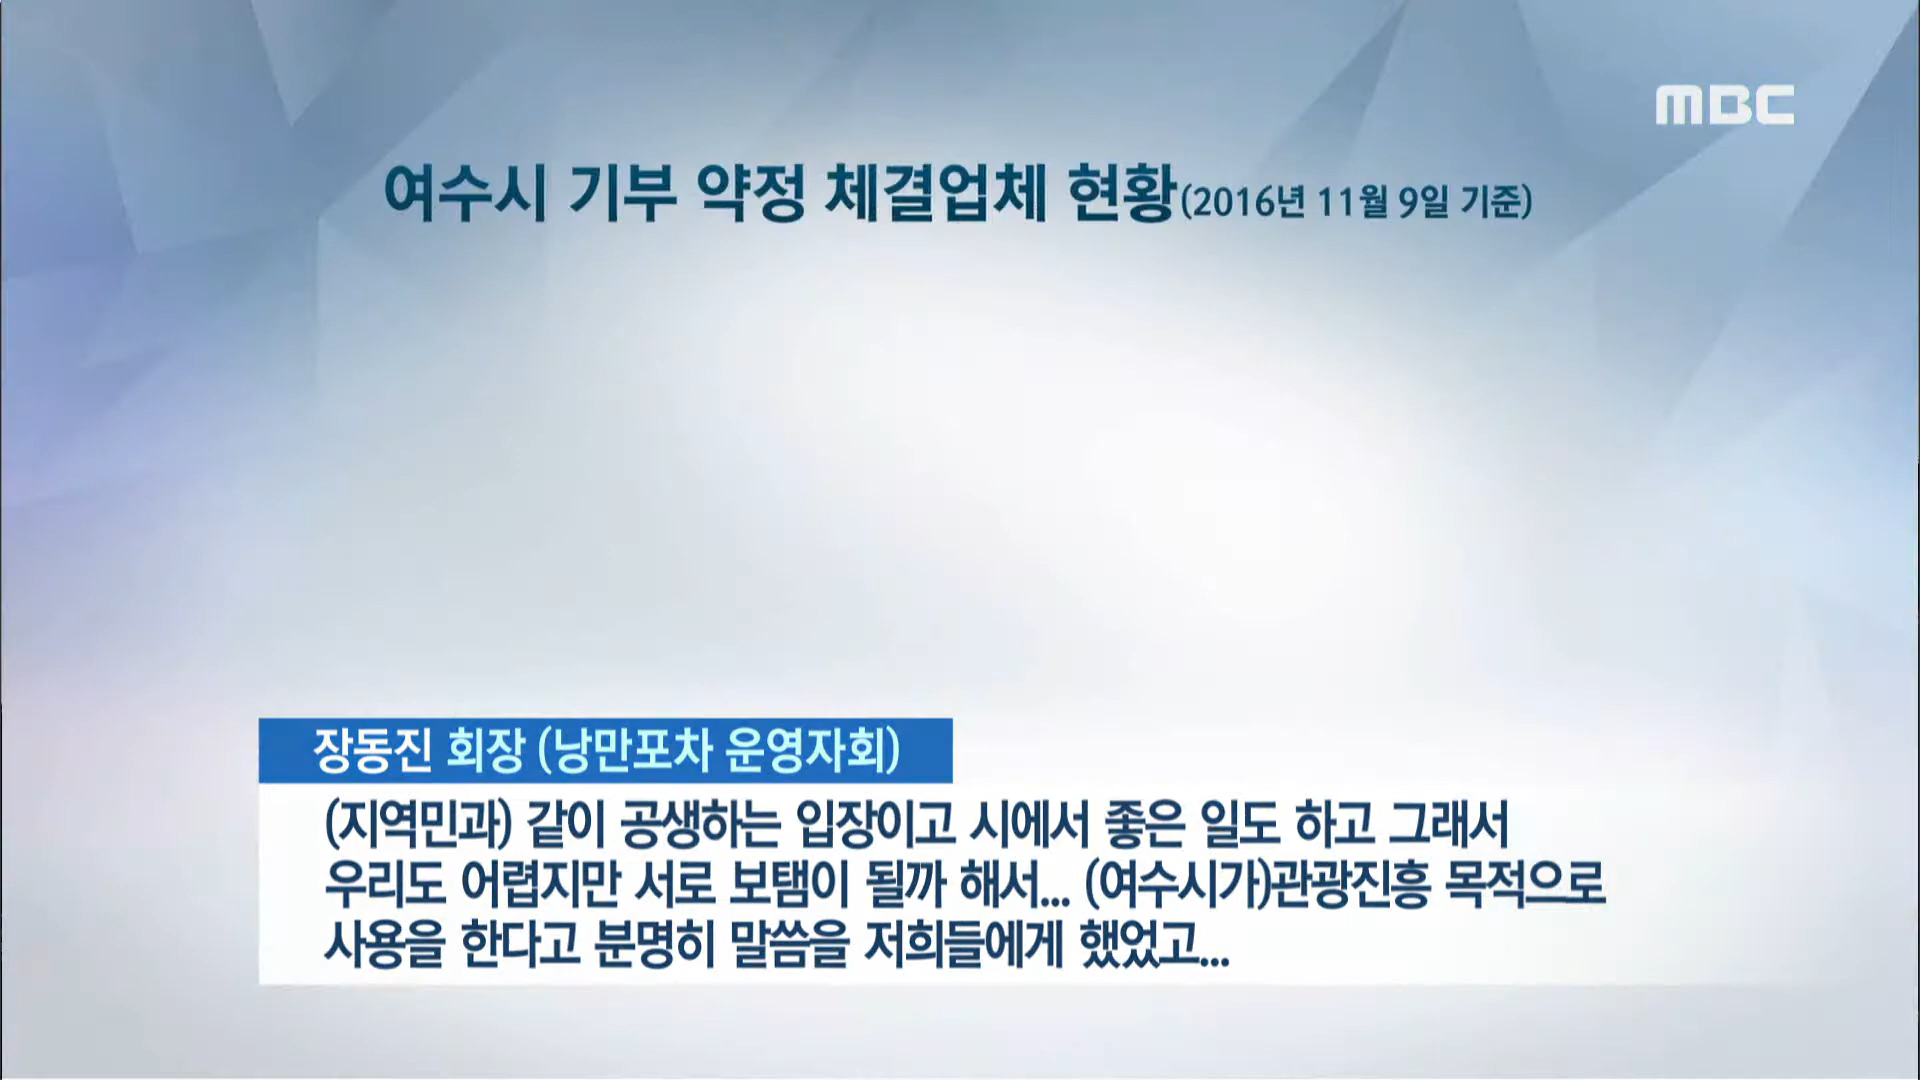 MBC
여수시 기부 약정 체결업체 현황(2016년 11월 9일 기준)
장동진 회장 (낭만포차 운영자회)
(지역민과) 같이 공생하는 입장이고 시에서 좋은 일도 하고 그래서
우리도 어렵지만 서로 보탬이 될까 해서... (여수시가)관광진흥 목적으로
사용을 한다고 분명히 말씀을 저희들에게 했었고...